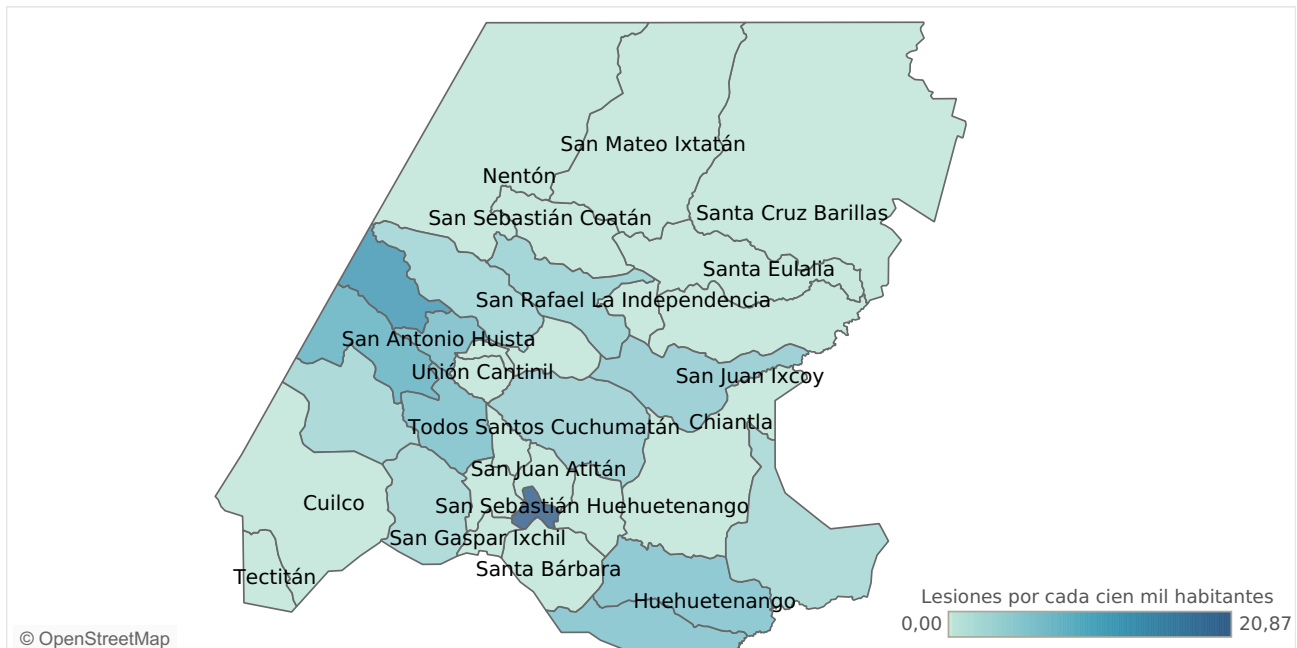 San Mateo Ixtatán
Nentón
San Sebastián Coatán
Santa Cruz Barillas
Santa Eulalia
San Rafael La Independencia
San Antonio Huista
Unión Cantinil
San Juan Ixcoy
Chiantla
Todos Santos Cuchumatán
San Juan Atitán
Cuilco
San Sebastián Huehuetenango
San Gaspar Ixchil
Santa Bárbara
Tectitán
Huehuetenango
Lesiones por cada cien mil habitantes
0,00 20,87
© OpenStreetMap